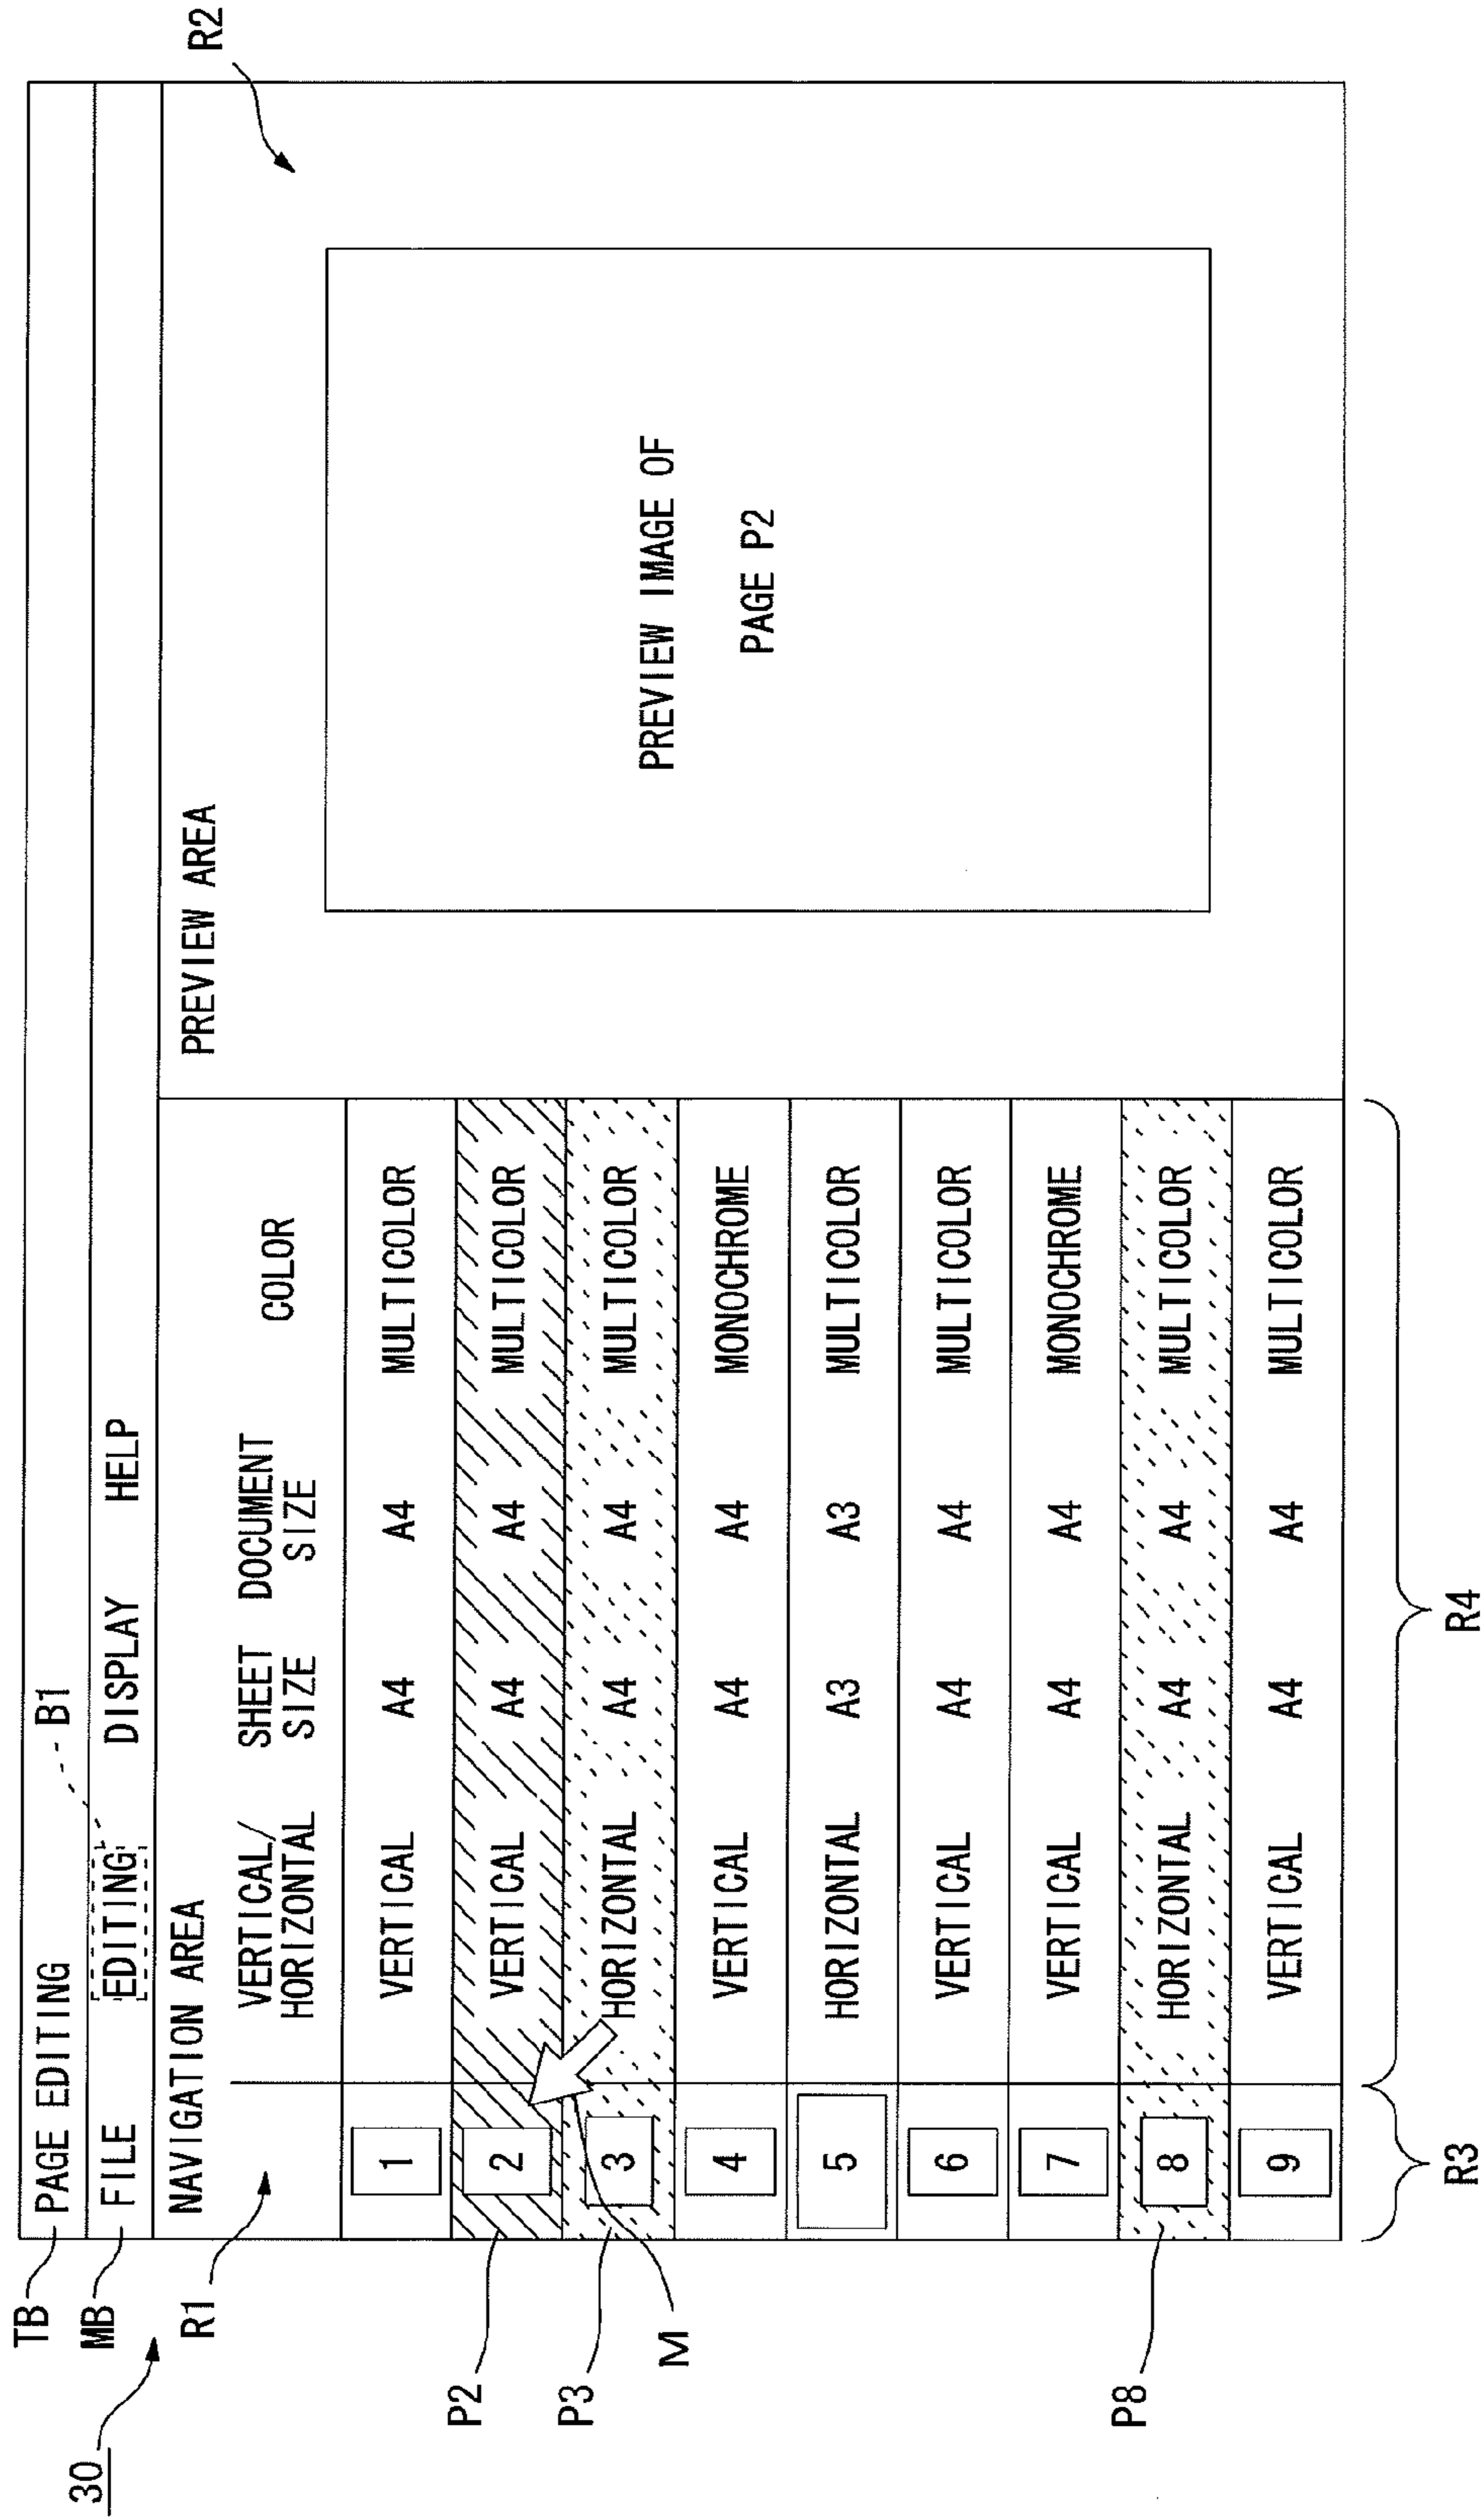 30
TB
PAGE EDITING
B1
MB
FILE EDITING DISPLAY HELP
R1
NAVIGATION AREA
PREVIEW AREA
R2
VERTICAL/
HORIZONTAL
SHEET
SIZE
DOCUMENT
SIZE
COLOR
1 VERTICAL A4 A4 MULTICOLOR
P2
2 VERTICAL A4 A4 MULTICOLOR
P3
3 HORIZONTAL A4 A4 MULTICOLOR
M
4 VERTICAL A4 A4 MONOCHROME
5 HORIZONTAL A3 A3 MULTICOLOR
6 VERTICAL A4 A4 MULTICOLOR
7 VERTICAL A4 A4 MONOCHROME
P8
8 HORIZONTAL A4 A4 MULTICOLOR
9 VERTICAL A4 A4 MULTICOLOR
PREVIEW IMAGE OF
PAGE P2
R3
R4